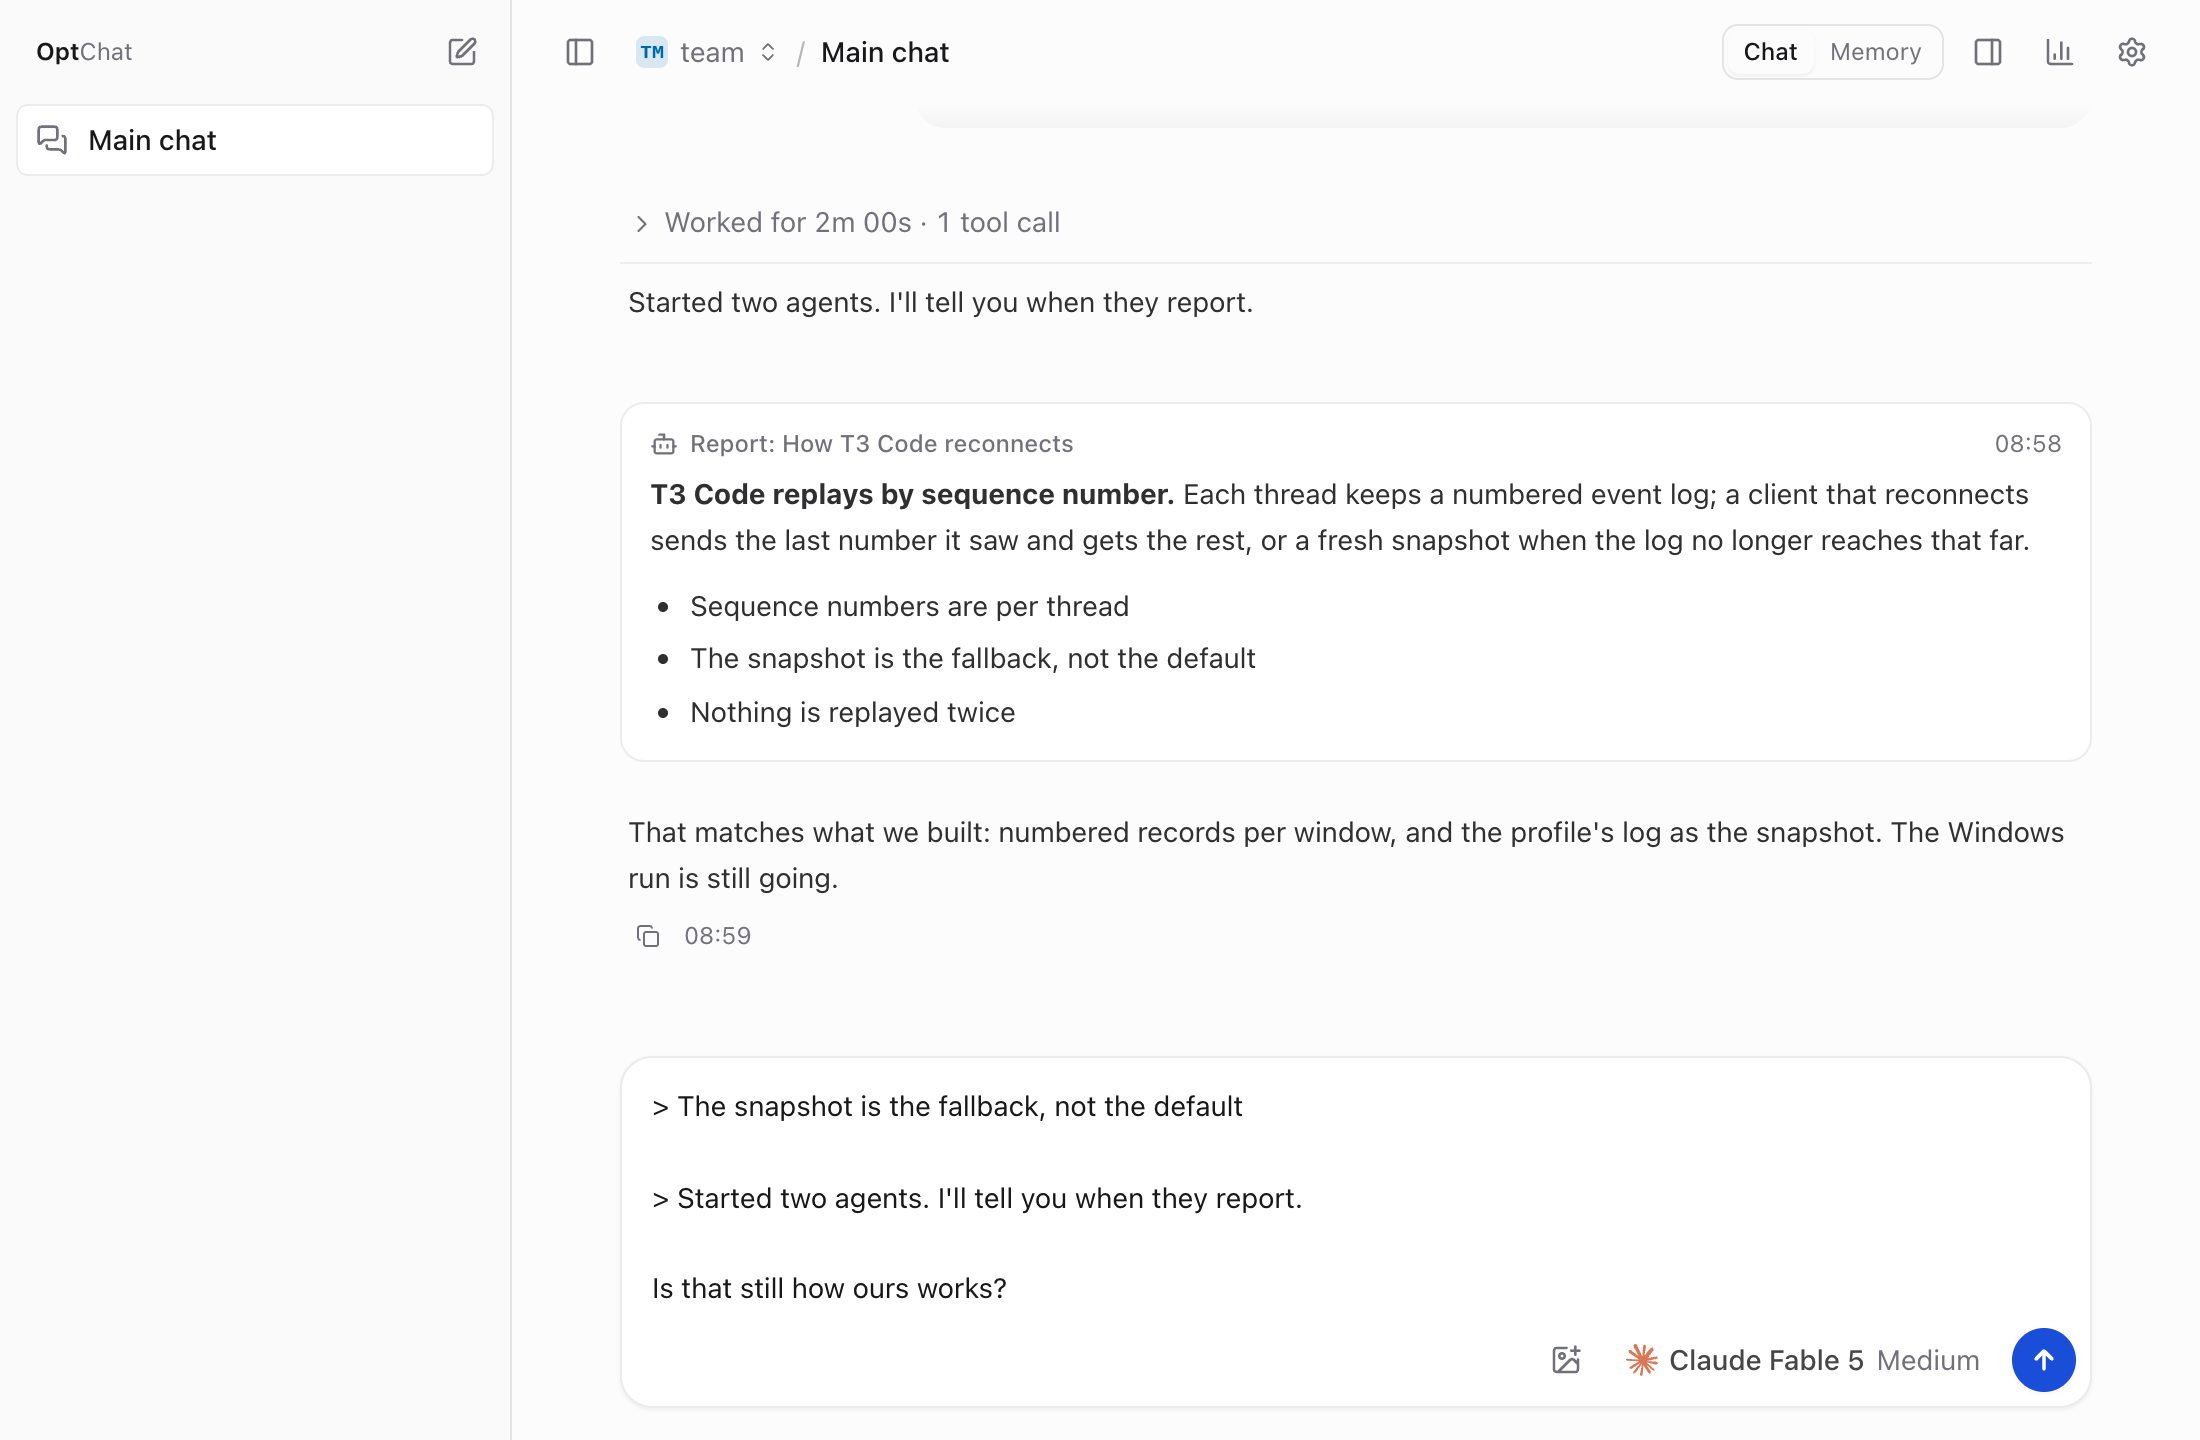 OptChat
TM team / Main chat
Chat Memory
Main chat
Worked for 2m 00s · 1 tool call
Started two agents. I'll tell you when they report.
Report: How T3 Code reconnects 08:58
T3 Code replays by sequence number. Each thread keeps a numbered event log; a client that reconnects
sends the last number it saw and gets the rest, or a fresh snapshot when the log no longer reaches that far.
• Sequence numbers are per thread
• The snapshot is the fallback, not the default
• Nothing is replayed twice
That matches what we built: numbered records per window, and the profile's log as the snapshot. The Windows
run is still going.
08:59
> The snapshot is the fallback, not the default
> Started two agents. I'll tell you when they report.
Is that still how ours works?
Claude Fable 5 Medium